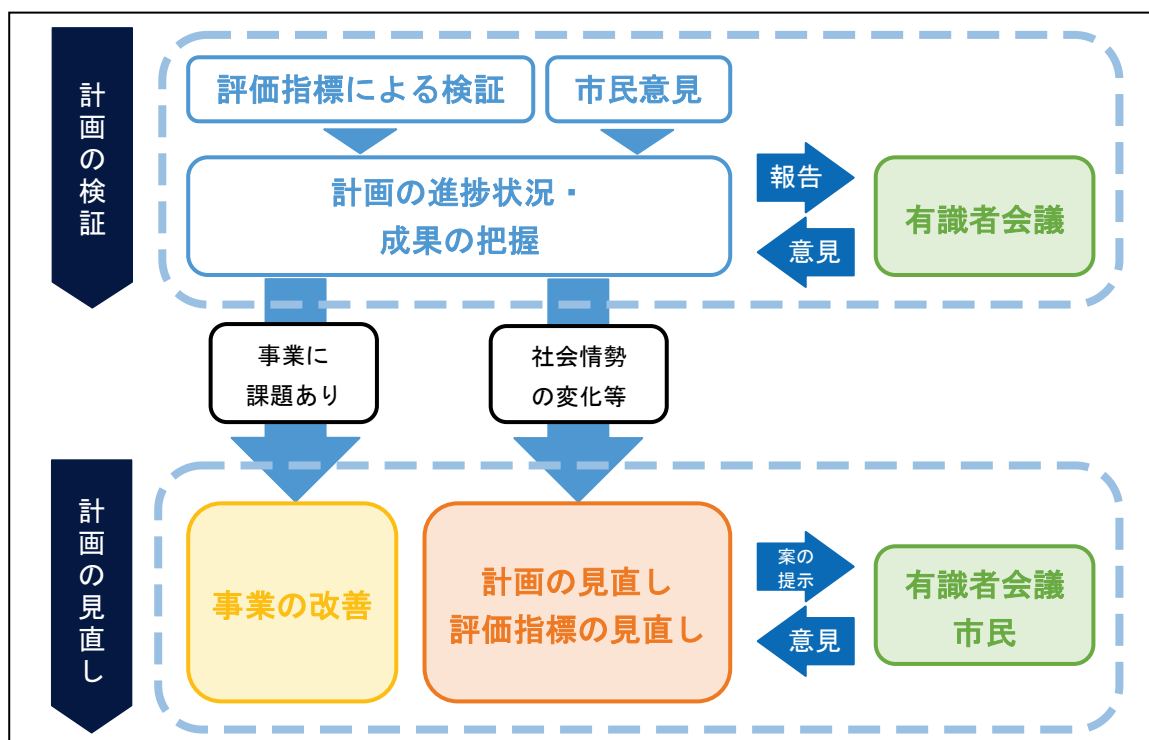 計画の検証
評価指標による検証
市民意見
計画の進捗状況・
成果の把握
報告
意見
有識者会議
事業に
課題あり
社会情勢
の変化等
計画の見直し
事業の改善
計画の見直し
評価指標の見直し
案の
提示
意見
有識者会議
市民